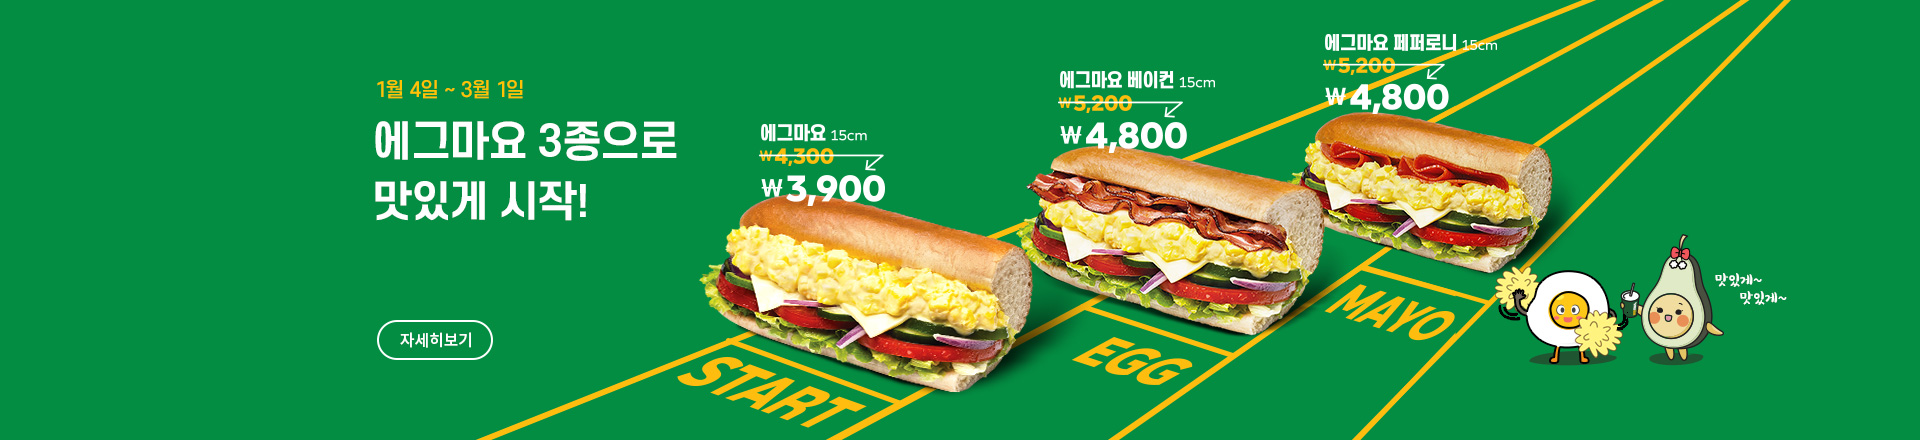 1월 4일 ~ 3월 1일
에그마요 3종으로
맛있게 시작!
자세히보기
에그마요 15cm
₩4,300
₩3,900
에그마요 베이컨 15cm
₩5,200
₩4,800
에그마요 페퍼로니 15cm
₩5,200
₩4,800
START
EGG
MAYO
맛있게~
맛있게~